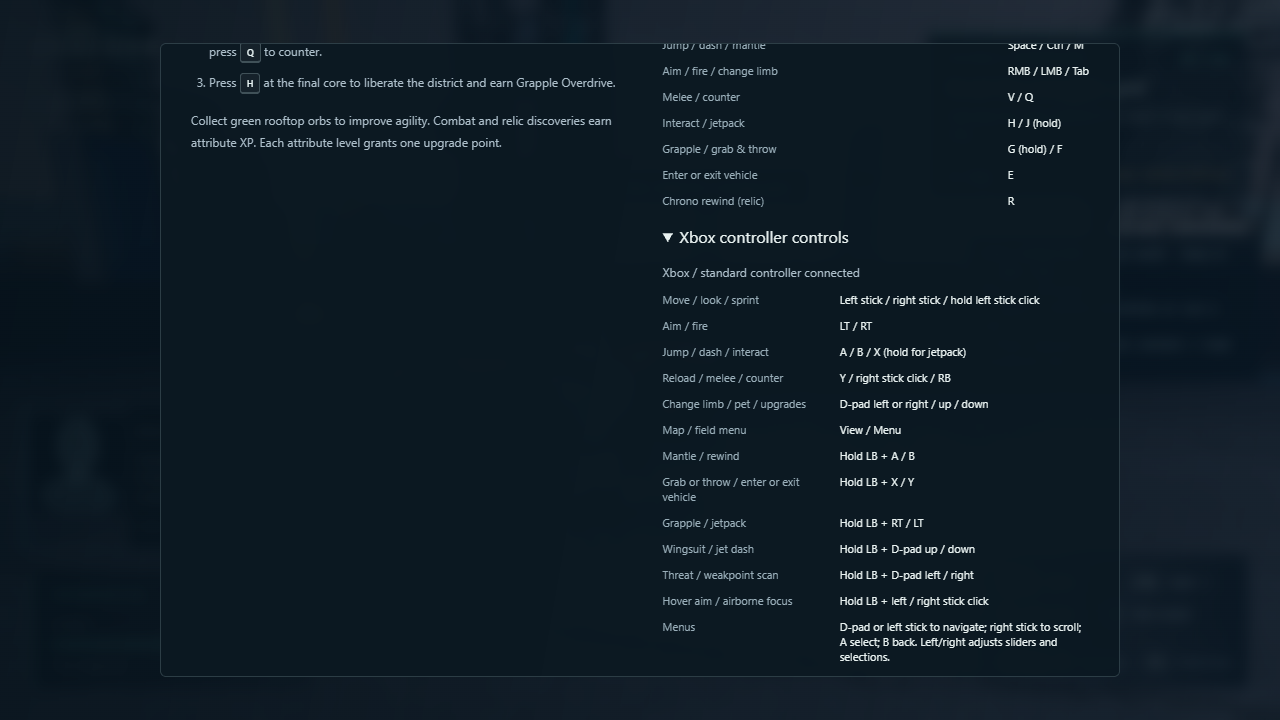 press Q to counter.
3. Press H at the final core to liberate the district and earn Grapple Overdrive.
Collect green rooftop orbs to improve agility. Combat and relic discoveries earn
attribute XP. Each attribute level grants one upgrade point.
Jump / dash / mantle Space / Ctrl / M
Aim / fire / change limb RMB / LMB / Tab
Melee / counter V / Q
Interact / jetpack H / J (hold)
Grapple / grab & throw G (hold) / F
Enter or exit vehicle E
Chrono rewind (relic) R
▼ Xbox controller controls
Xbox / standard controller connected
Move / look / sprint Left stick / right stick / hold left stick click
Aim / fire LT / RT
Jump / dash / interact A / B / X (hold for jetpack)
Reload / melee / counter Y / right stick click / RB
Change limb / pet / upgrades D-pad left or right / up / down
Map / field menu View / Menu
Mantle / rewind Hold LB + A / B
Grab or throw / enter or exit Hold LB + X / Y
vehicle
Grapple / jetpack Hold LB + RT / LT
Wingsuit / jet dash Hold LB + D-pad up / down
Threat / weakpoint scan Hold LB + D-pad left / right
Hover aim / airborne focus Hold LB + left / right stick click
Menus D-pad or left stick to navigate; right stick to scroll;
A select; B back. Left/right adjusts sliders and
selections.